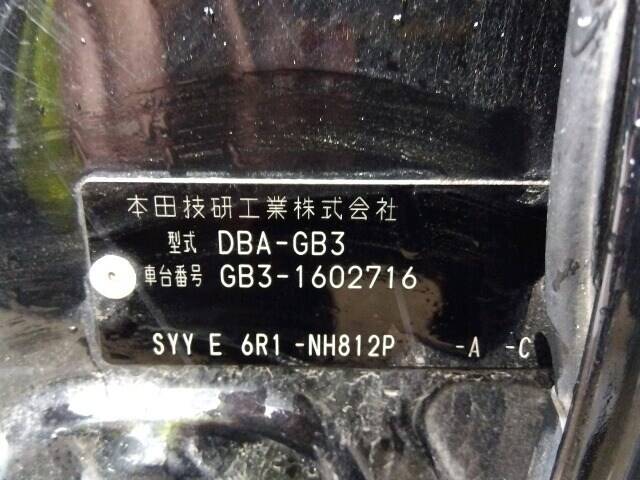 本田技研工業株式会社
型式 DBA-GB3
車台番号 GB3-1602716
SYY E 6R1 -NH812P -A -C